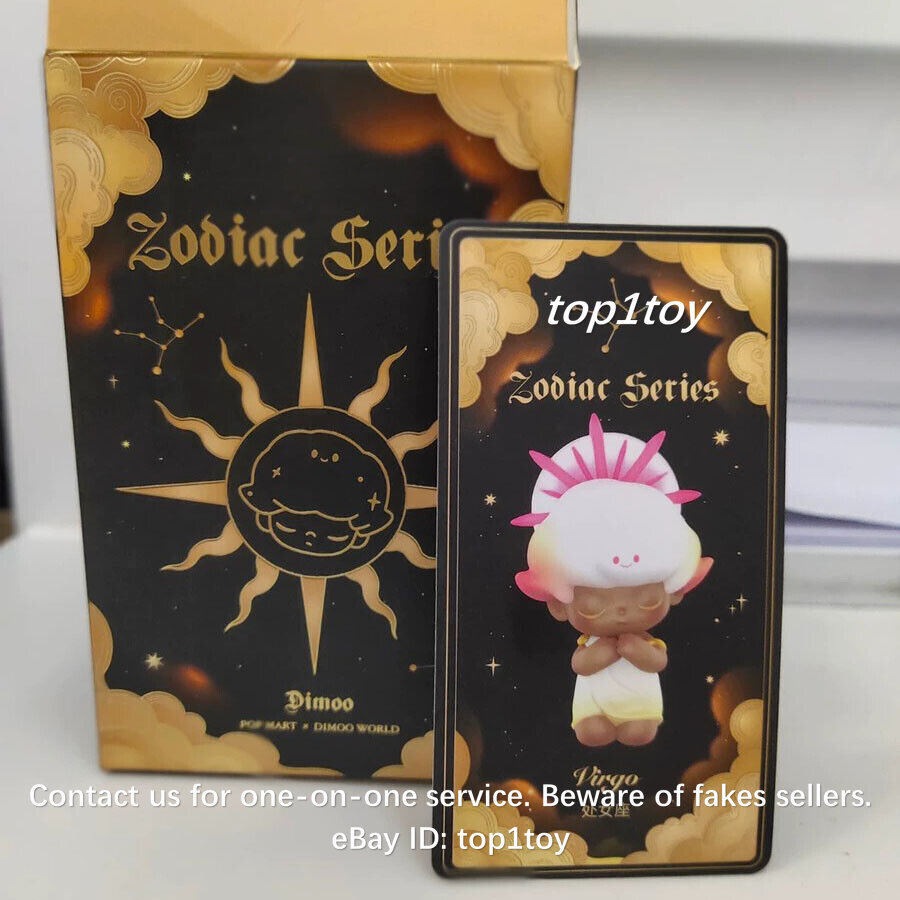 Zodiac Seri
Dimoo
POP MART × DIMOO WORLD
top1toy
Zodiac Series
Virgo
处女座
Contact us for one-on-one service. Beware of fakes sellers.
eBay ID: top1toy